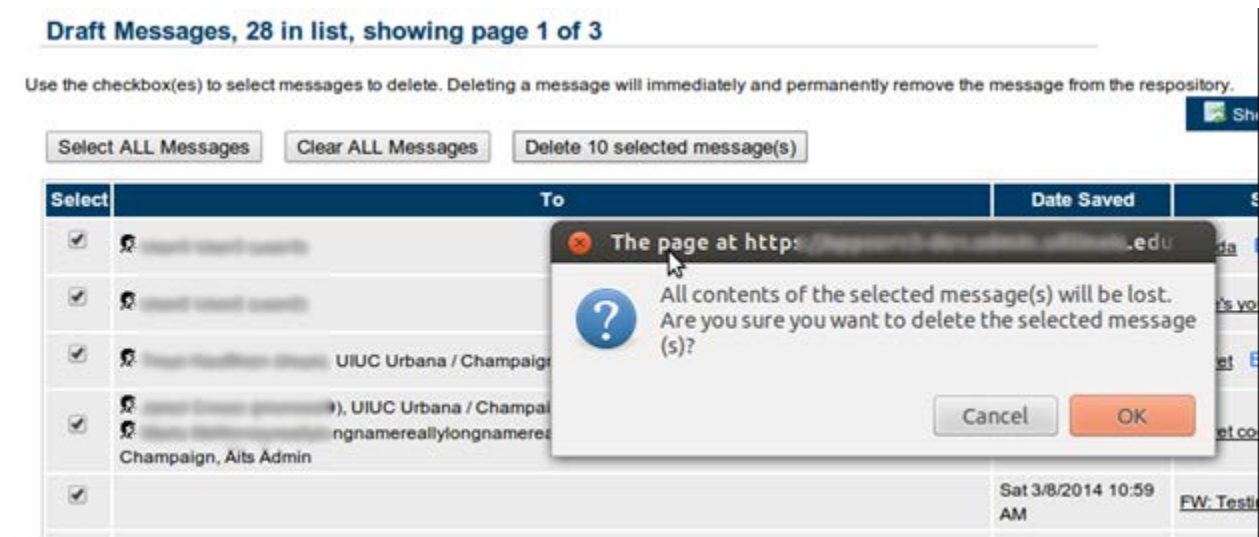 Draft Messages, 28 in list, showing page 1 of 3
Use the checkbox(es) to select messages to delete. Deleting a message will immediately and permanently remove the message from the respository.
Select ALL Messages Clear ALL Messages Delete 10 selected message(s)
Select To Date Saved
The page at https .edu
All contents of the selected message(s) will be lost.
Are you sure you want to delete the selected message
(s)?
UIUC Urbana / Champaign
), UIUC Urbana / Champai
Cancel OK
ngnamereallylongnamerea
Champaign, Aits Admin
Sat 3/8/2014 10:59
AM
FW: Testi